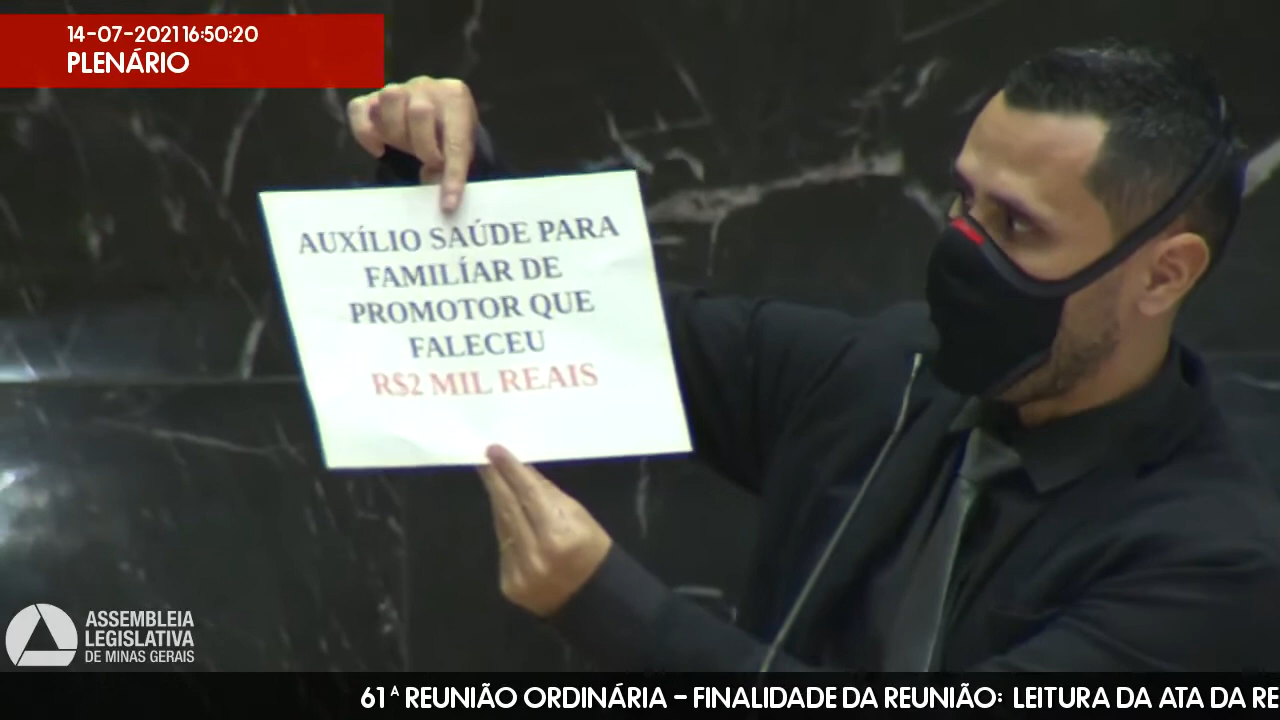 14-07-2021 16:50:20
PLENÁRIO
AUXÍLIO SAÚDE PARA
FAMILÍAR DE
PROMOTOR QUE
FALECEU
R$2 MIL REAIS
ASSEMBLEIA
LEGISLATIVA
DE MINAS GERAIS
61ª REUNIÃO ORDINÁRIA - FINALIDADE DA REUNIÃO: LEITURA DA ATA DA RE